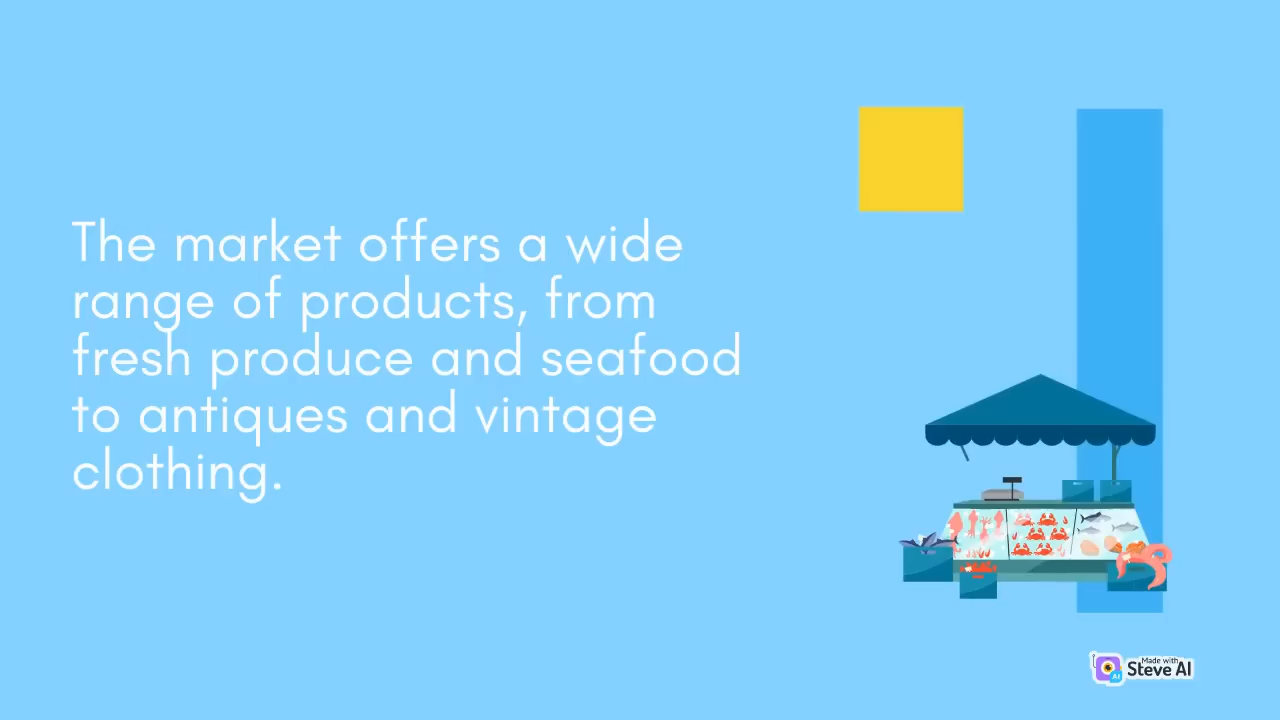 The market offers a wide
range of products, from
fresh produce and seafood
to antiques and vintage
clothing.
Made with
Steve AI
AI